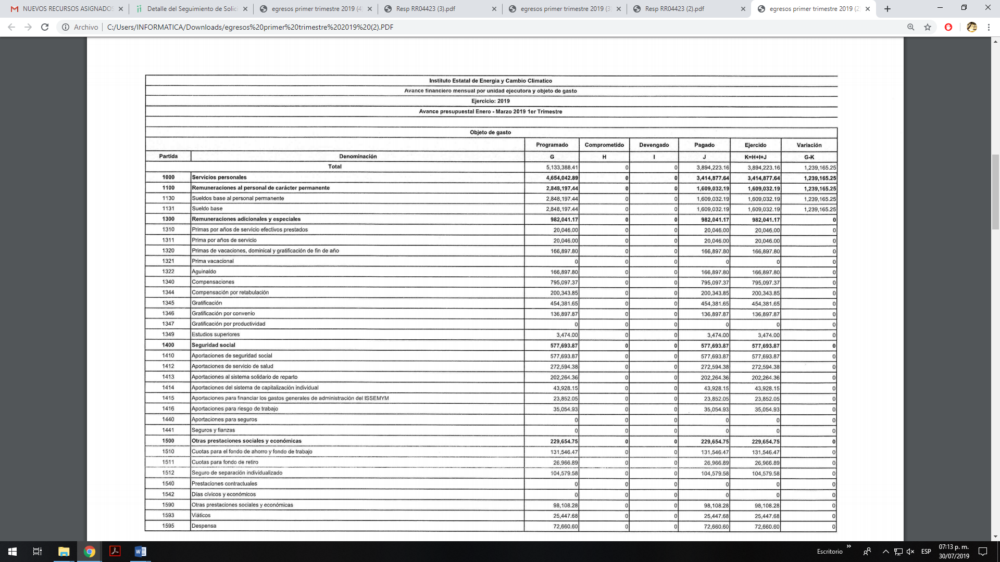 NUEVOS RECURSOS ASIGNADOS
Detalle del Seguimiento de Solici
egresos primer trimestre 2019 (4)
Resp RR04423 (3).pdf
egresos primer trimestre 2019 (3
Resp RR04423 (2).pdf
egresos primer trimestre 2019 (2
Archivo C:/Users/INFORMATICA/Downloads/egresos%20primer%20trimestre%202019%20(2).PDF
Instituto Estatal de Energia y Cambio Climatico
Avance financiero mensual por unidad ejecutora y objeto de gasto
Ejercicio: 2019
Avance presupuestal Enero - Marzo 2019 1er Trimestre
Objeto de gasto
Programado Comprometido Devengado Pagado Ejercido Variación
Partida Denominación G H I J K=H+I+J G-K
Total 5,133,388.41 0 0 3,894,223.16 3,894,223.16 1,239,165.25
1000 Servicios personales 4,654,042.89 0 0 3,414,877.64 3,414,877.64 1,239,165.25
1100 Remuneraciones al personal de carácter permanente 2,848,197.44 0 0 1,609,032.19 1,609,032.19 1,239,165.25
1130 Sueldos base al personal permanente 2,848,197.44 0 0 1,609,032.19 1,609,032.19 1,239,165.25
1131 Sueldo base 2,848,197.44 0 0 1,609,032.19 1,609,032.19 1,239,165.25
1300 Remuneraciones adicionales y especiales 982,041.17 0 0 982,041.17 982,041.17 0
1310 Primas por años de servicio efectivos prestados 20,046.00 0 0 20,046.00 20,046.00 0
1311 Prima por años de servicio 20,046.00 0 0 20,046.00 20,046.00 0
1320 Primas de vacaciones, dominical y gratificación de fin de año 166,897.80 0 0 166,897.80 166,897.80 0
1321 Prima vacacional 0 0 0 0 0 0
1322 Aguinaldo 166,897.80 0 0 166,897.80 166,897.80 0
1340 Compensaciones 795,097.37 0 0 795,097.37 795,097.37 0
1344 Compensación por retabulación 200,343.85 0 0 200,343.85 200,343.85 0
1345 Gratificación 454,381.65 0 0 454,381.65 454,381.65 0
1346 Gratificación por convenio 136,897.87 0 0 136,897.87 136,897.87 0
1347 Gratificación por productividad 0 0 0 0 0 0
1349 Estudios superiores 3,474.00 0 0 3,474.00 3,474.00 0
1400 Seguridad social 577,693.87 0 0 577,693.87 577,693.87 0
1410 Aportaciones de seguridad social 577,693.87 0 0 577,693.87 577,693.87 0
1412 Aportaciones de servicio de salud 272,594.38 0 0 272,594.38 272,594.38 0
1413 Aportaciones al sistema solidario de reparto 202,264.36 0 0 202,264.36 202,264.36 0
1414 Aportaciones del sistema de capitalización individual 43,928.15 0 0 43,928.15 43,928.15 0
1415 Aportaciones para financiar los gastos generales de administración del ISSEMYM 23,852.05 0 0 23,852.05 23,852.05 0
1416 Aportaciones para riesgo de trabajo 35,054.93 0 0 35,054.93 35,054.93 0
1440 Aportaciones para seguros 0 0 0 0 0 0
1441 Seguros y fianzas 0 0 0 0 0 0
1500 Otras prestaciones sociales y económicas 229,654.75 0 0 229,654.75 229,654.75 0
1510 Cuotas para el fondo de ahorro y fondo de trabajo 131,546.47 0 0 131,546.47 131,546.47 0
1511 Cuotas para fondo de retiro 26,966.89 0 0 26,966.89 26,966.89 0
1512 Seguro de separación individualizado 104,579.58 0 0 104,579.58 104,579.58 0
1540 Prestaciones contractuales 0 0 0 0 0 0
1542 Días cívicos y económicos 0 0 0 0 0 0
1590 Otras prestaciones sociales y económicas 98,108.28 0 0 98,108.28 98,108.28 0
1593 Viáticos 25,447.68 0 0 25,447.68 25,447.68 0
1595 Despensa 72,660.60 0 0 72,660.60 72,660.60 0
Escritorio ESP 07:13 p. m.
30/07/2019